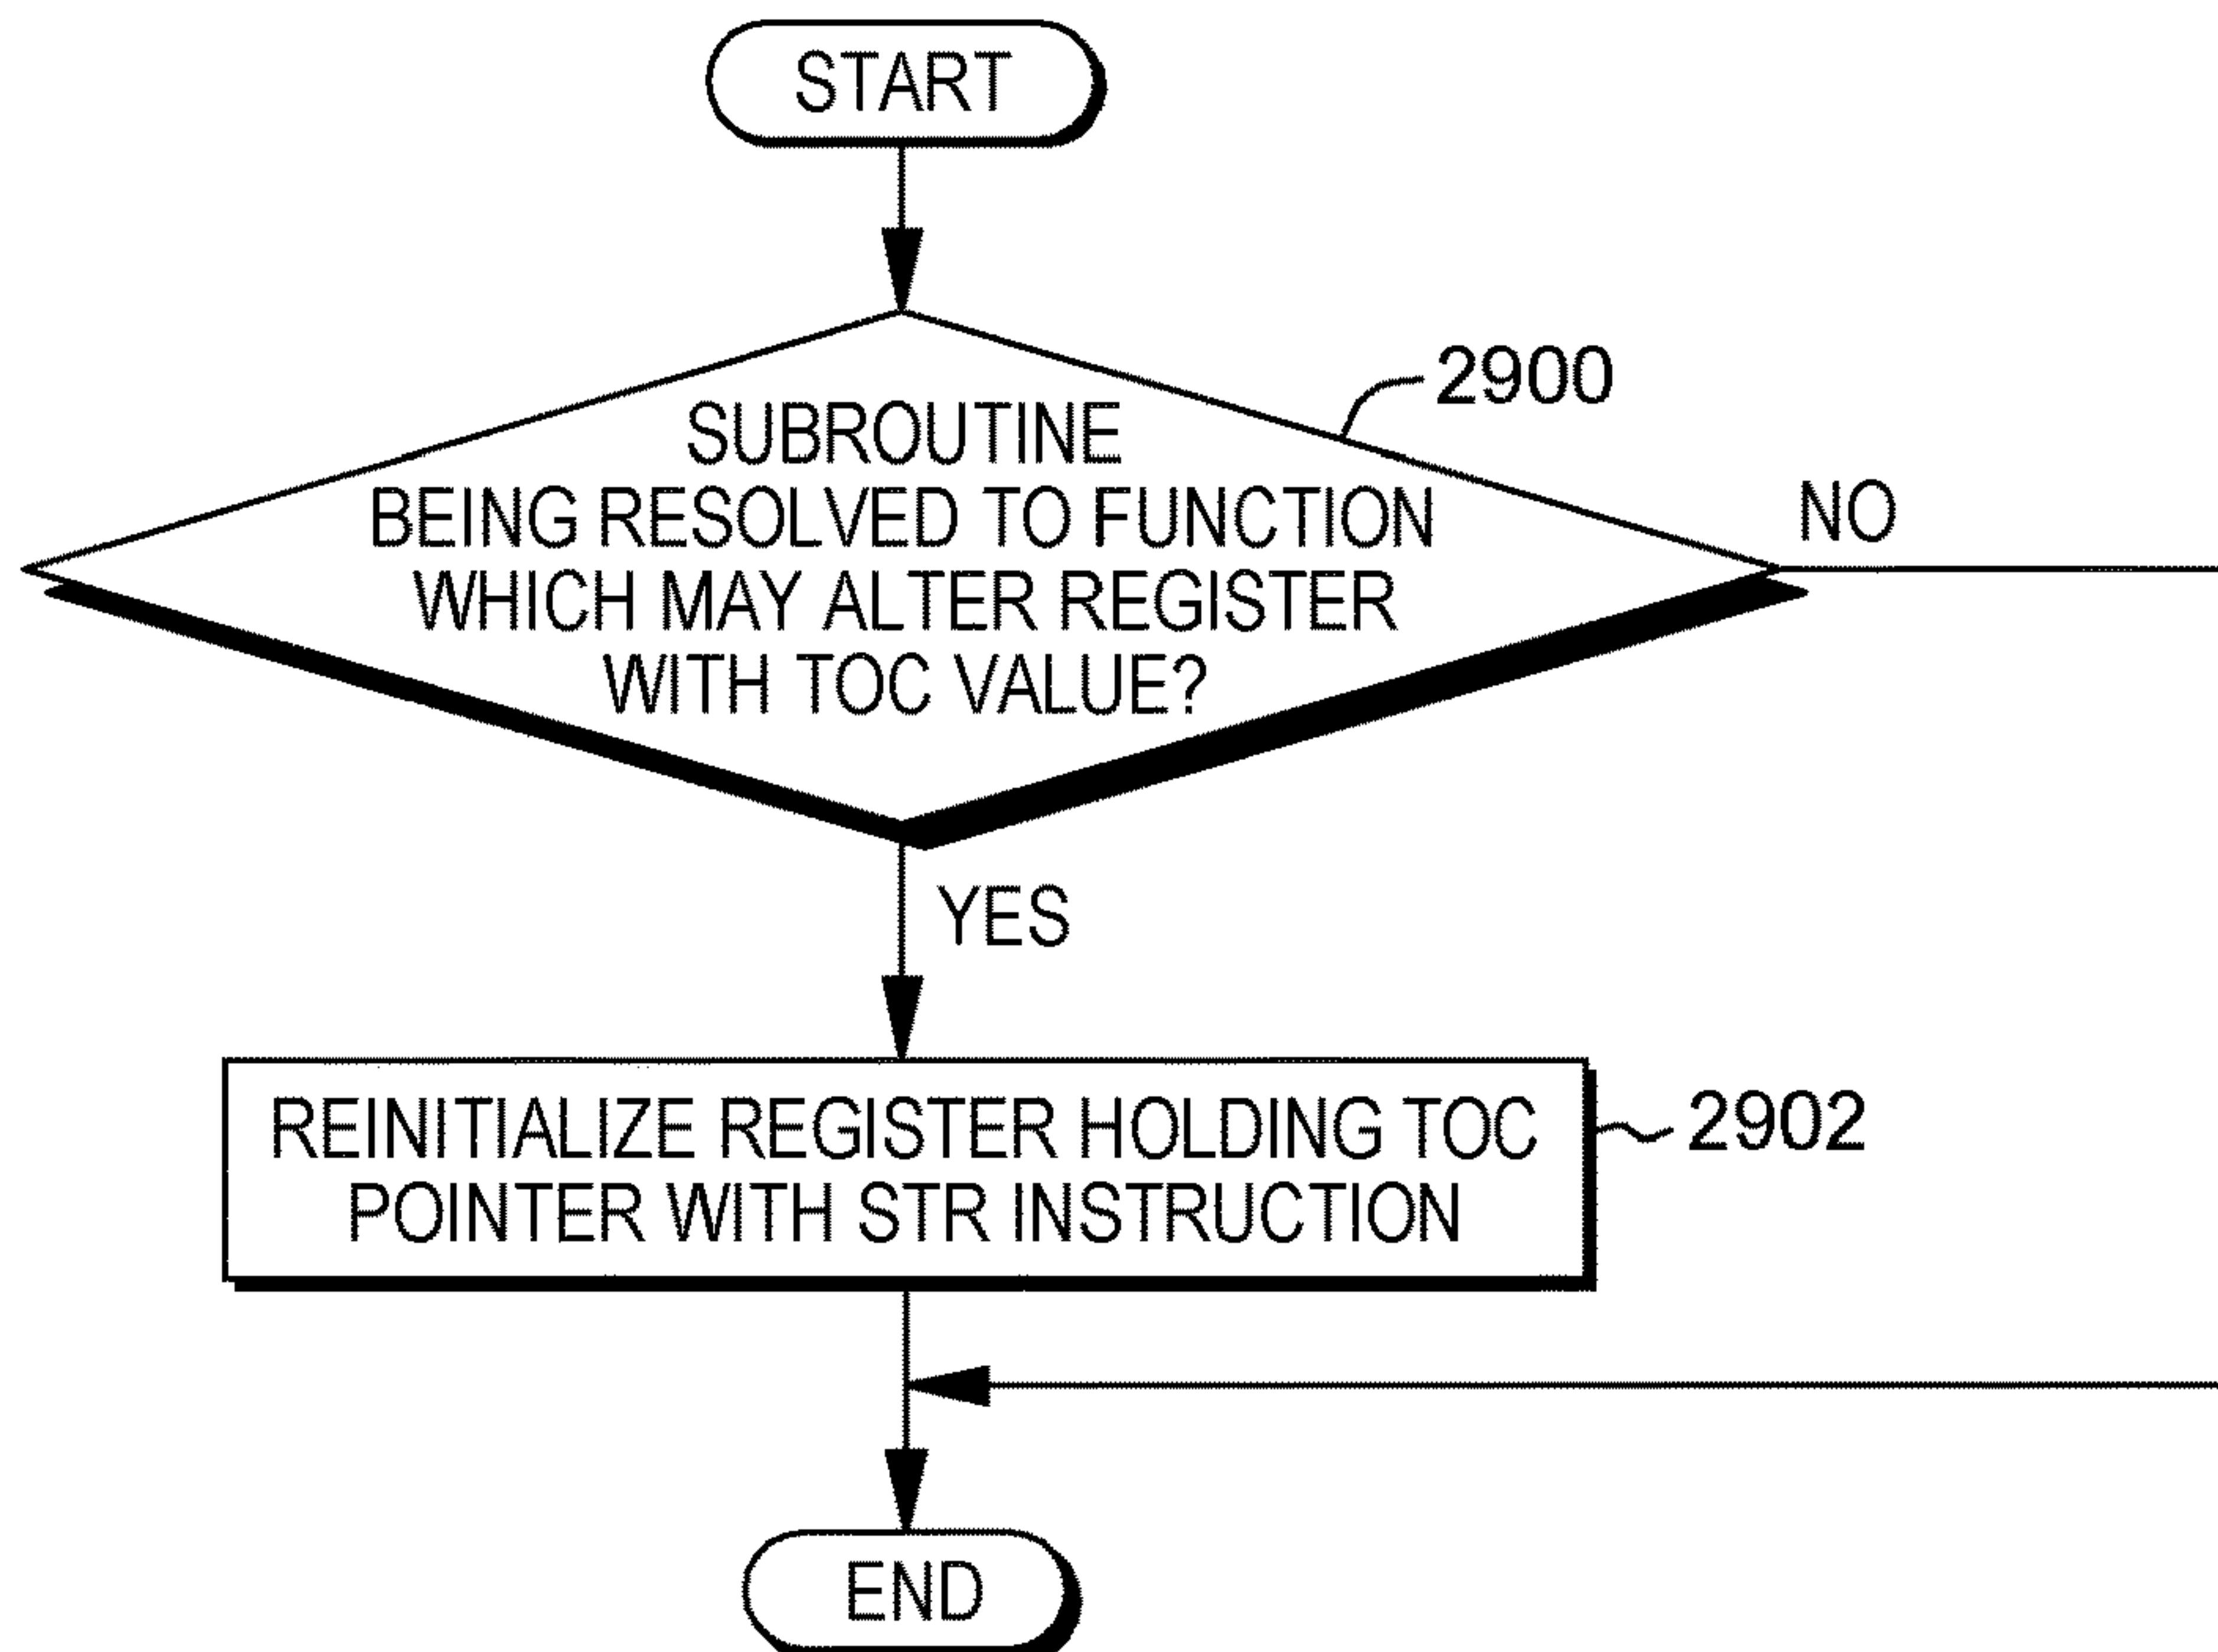 START
2900
SUBROUTINE
BEING RESOLVED TO FUNCTION
WHICH MAY ALTER REGISTER
WITH TOC VALUE?
NO
YES
REINITIALIZE REGISTER HOLDING TOC
POINTER WITH STR INSTRUCTION
2902
END